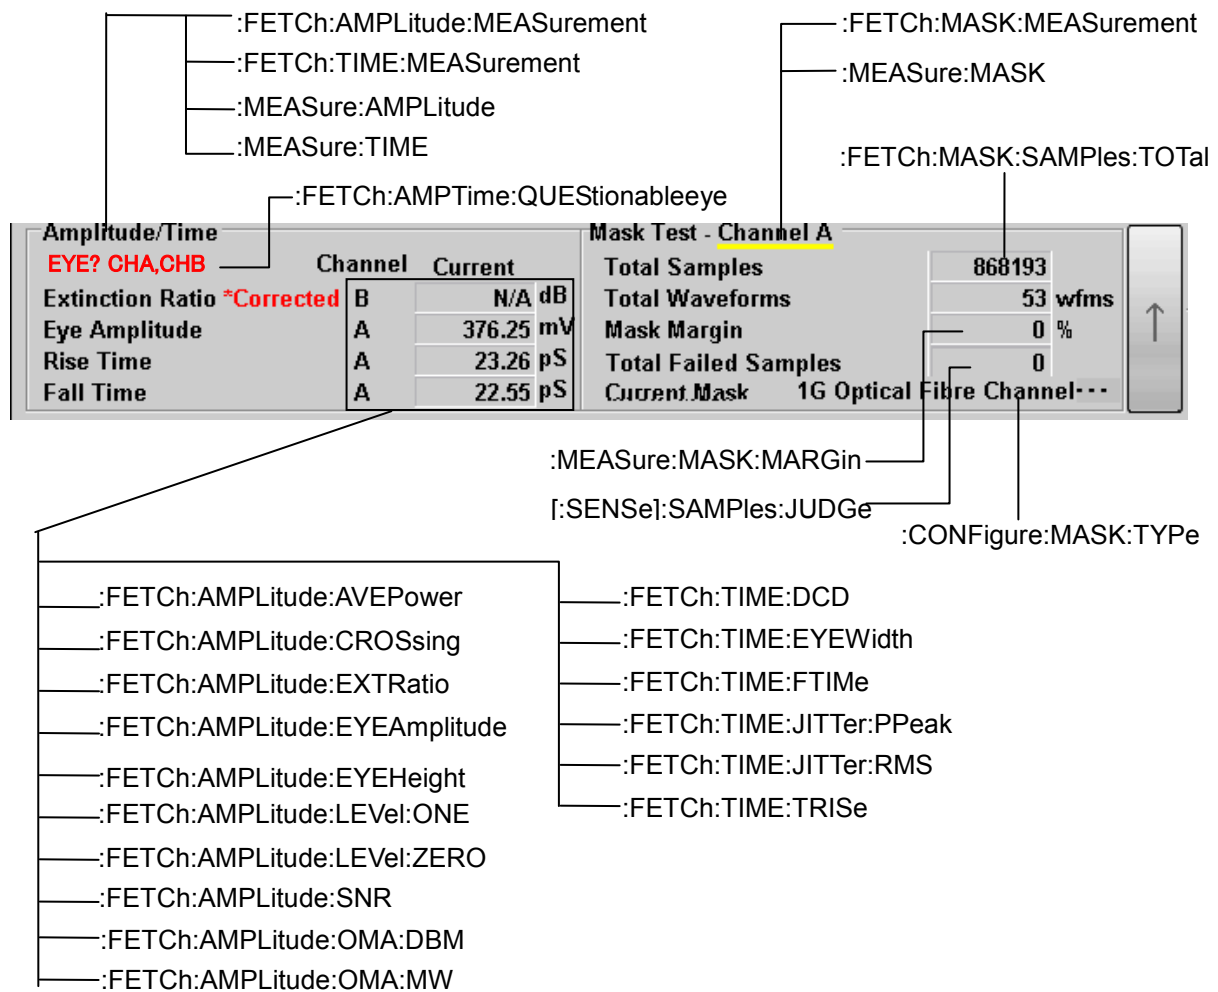 :FETCh:AMPLitude:MEASurement
:FETCh:TIME:MEASurement
:MEASure:AMPLitude
:MEASure:TIME
:FETCh:MASK:MEASurement
:MEASure:MASK
:FETCh:MASK:SAMPles:TOTal
:FETCh:AMPTime:QUEStionableeye
Amplitude/Time
EYE? CHA,CHB Channel Current
Extinction Ratio *Corrected B N/A dB
Eye Amplitude A 376.25 mV
Rise Time A 23.26 pS
Fall Time A 22.55 pS
Mask Test - Channel A
Total Samples 868193
Total Waveforms 53 wfms
Mask Margin 0 %
Total Failed Samples 0
Current Mask 1G Optical Fibre Channel---
↑
:MEASure:MASK:MARGin
[:SENSe]:SAMPles:JUDGe
:CONFigure:MASK:TYPe
:FETCh:AMPLitude:AVEPower
:FETCh:AMPLitude:CROSsing
:FETCh:AMPLitude:EXTRatio
:FETCh:AMPLitude:EYEAmplitude
:FETCh:AMPLitude:EYEHeight
:FETCh:AMPLitude:LEVel:ONE
:FETCh:AMPLitude:LEVel:ZERO
:FETCh:AMPLitude:SNR
:FETCh:AMPLitude:OMA:DBM
:FETCh:AMPLitude:OMA:MW
:FETCh:TIME:DCD
:FETCh:TIME:EYEWidth
:FETCh:TIME:FTIMe
:FETCh:TIME:JITTer:PPeak
:FETCh:TIME:JITTer:RMS
:FETCh:TIME:TRISe